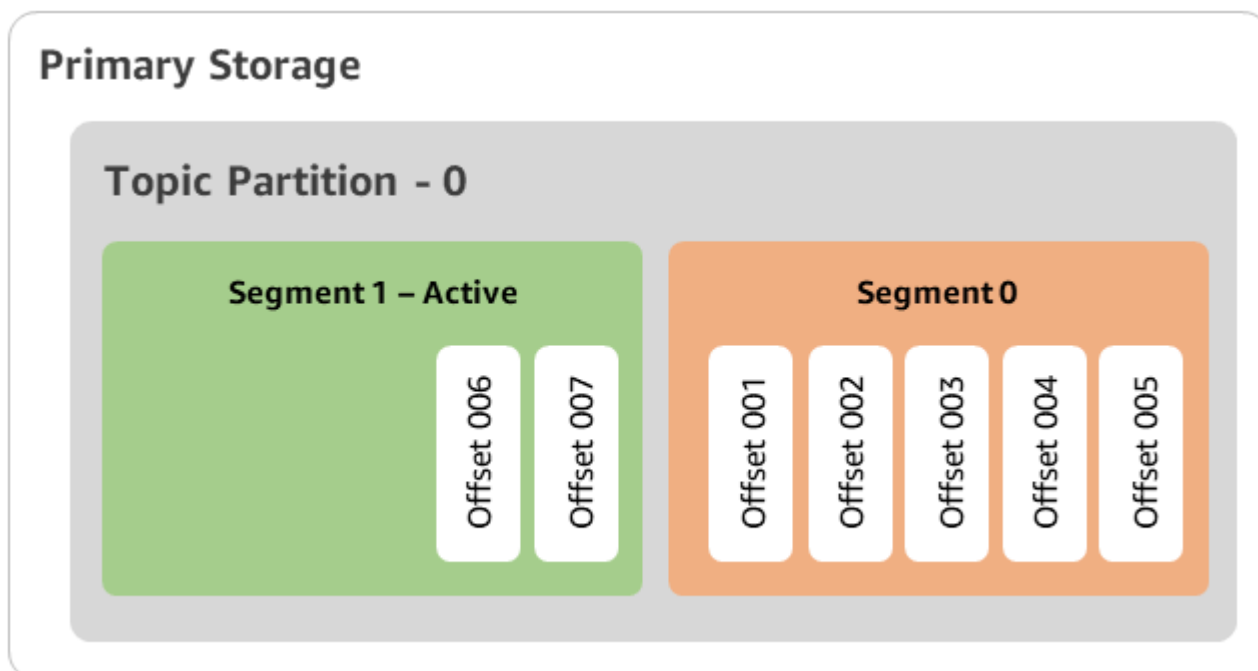 Primary Storage
Topic Partition - 0
Segment 1 – Active
Offset 006
Offset 007
Segment 0
Offset 001
Offset 002
Offset 003
Offset 004
Offset 005